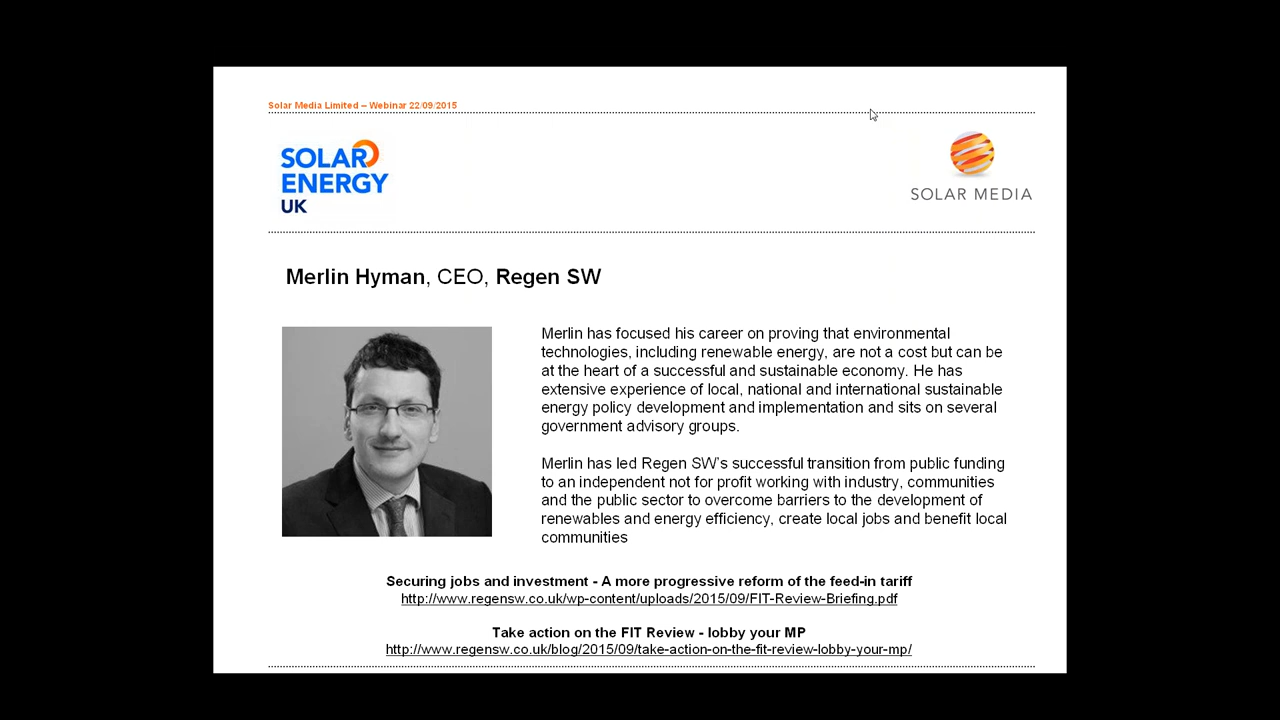 Solar Media Limited – Webinar 22/09/2015
SOLAR
ENERGY
UK
SOLAR MEDIA
Merlin Hyman, CEO, Regen SW
Merlin has focused his career on proving that environmental
technologies, including renewable energy, are not a cost but can be
at the heart of a successful and sustainable economy. He has
extensive experience of local, national and international sustainable
energy policy development and implementation and sits on several
government advisory groups.
Merlin has led Regen SW's successful transition from public funding
to an independent not for profit working with industry, communities
and the public sector to overcome barriers to the development of
renewables and energy efficiency, create local jobs and benefit local
communities
Securing jobs and investment - A more progressive reform of the feed-in tariff
http://www.regensw.co.uk/wp-content/uploads/2015/09/FIT-Review-Briefing.pdf
Take action on the FIT Review - lobby your MP
http://www.regensw.co.uk/blog/2015/09/take-action-on-the-fit-review-lobby-your-mp/